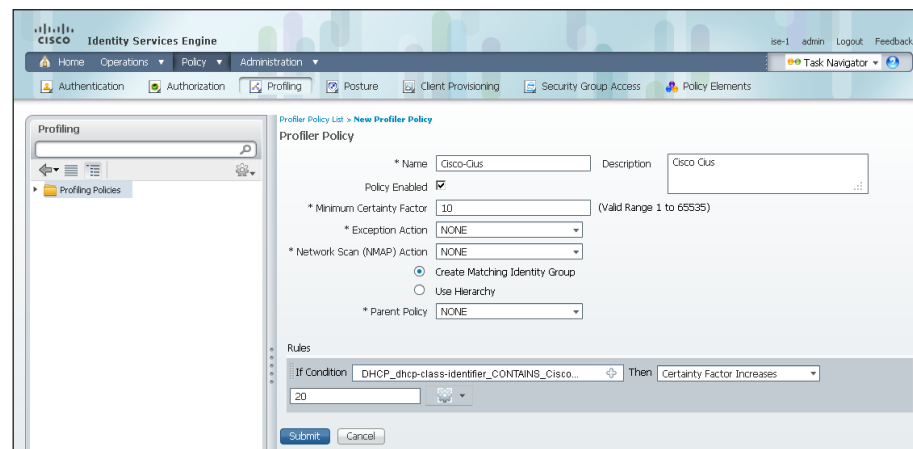 CISCO Identity Services Engine
ise-1 admin Logout Feedback
Home Operations Policy Administration
Task Navigator
Authentication Authorization Profiling Posture Client Provisioning Security Group Access Policy Elements
Profiling
Profiling Policies
Profiler Policy List > New Profiler Policy
Profiler Policy
* Name Cisco-Cius Description Cisco Cius
Policy Enabled
* Minimum Certainty Factor 10 (Valid Range 1 to 65535)
* Exception Action NONE
* Network Scan (NMAP) Action NONE
Create Matching Identity Group
Use Hierarchy
* Parent Policy NONE
Rules
If Condition DHCP_dhcp-class-identifier_CONTAINS_Cisco... Then Certainty Factor Increases
20
Submit Cancel